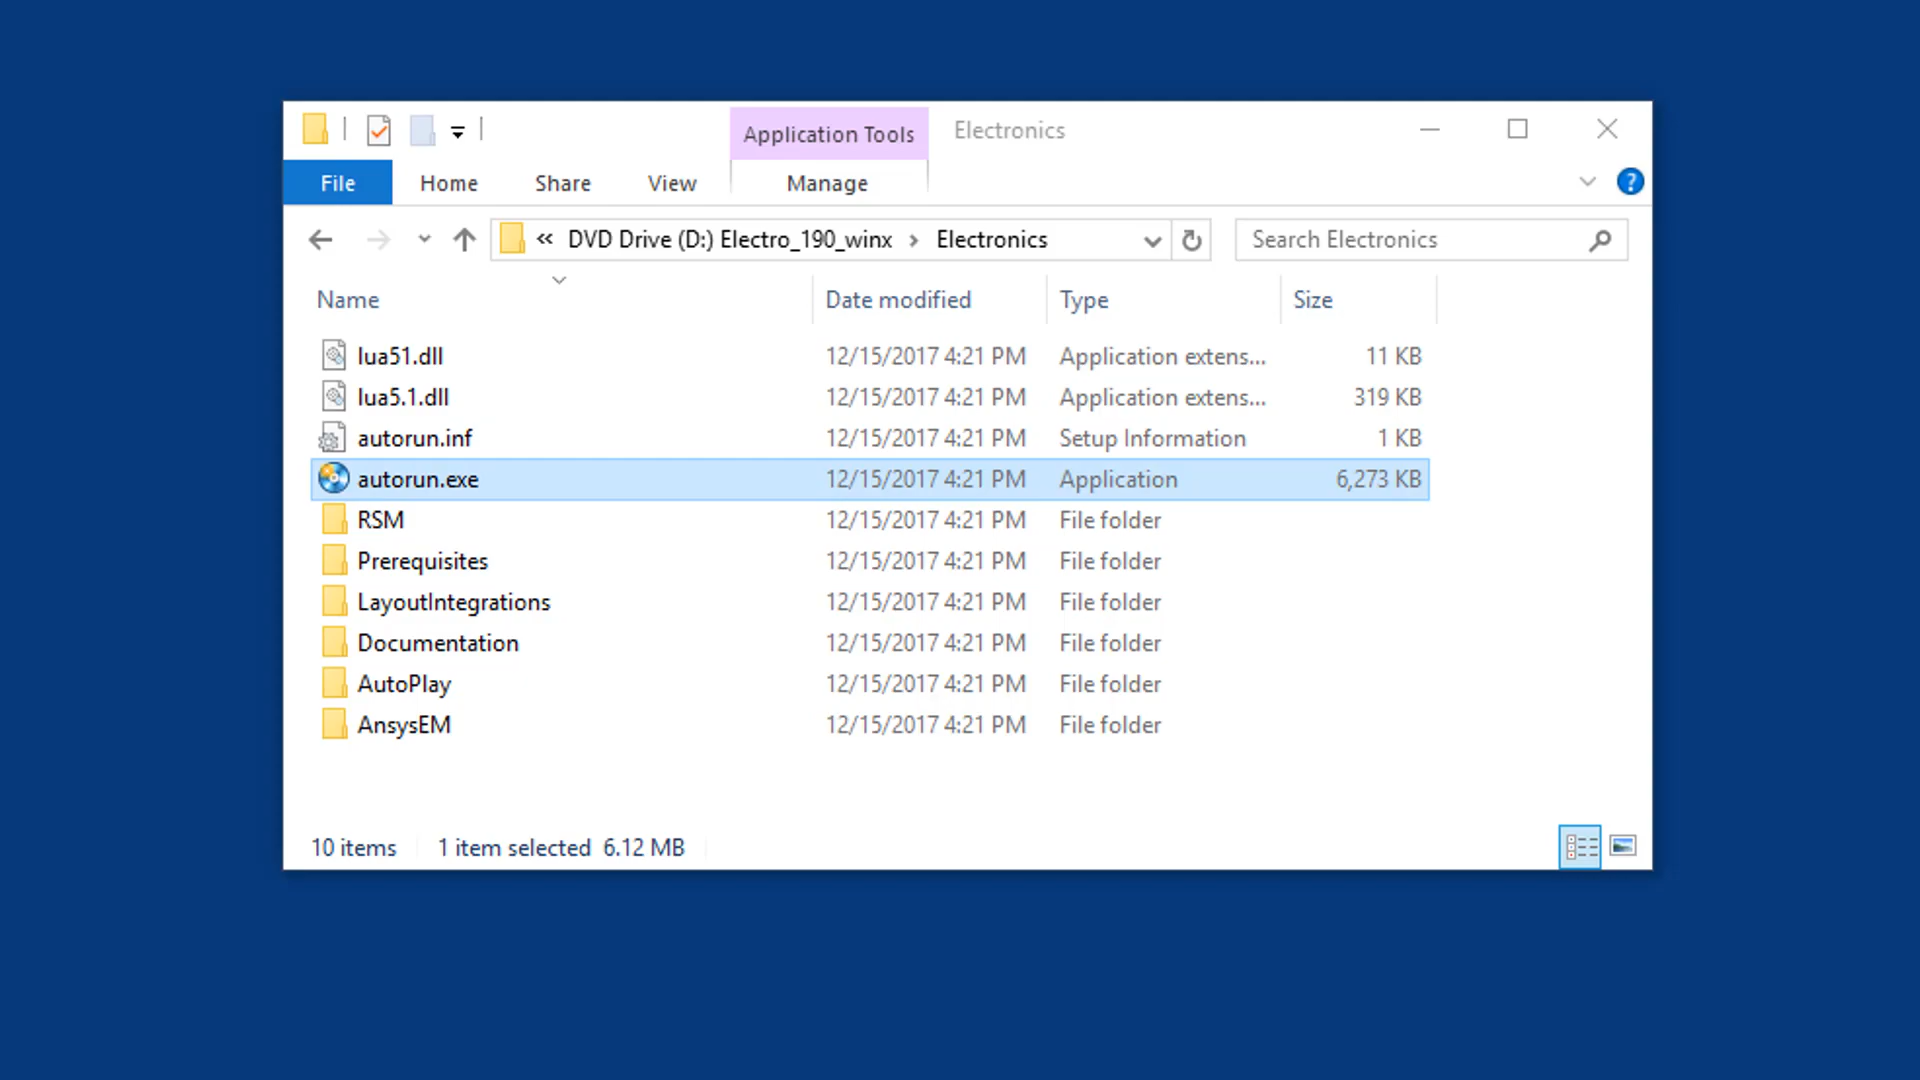 Application Tools Electronics
File Home Share View Manage
« DVD Drive (D:) Electro_190_winx › Electronics Search Electronics
Name Date modified Type Size
lua51.dll 12/15/2017 4:21 PM Application extens... 11 KB
lua5.1.dll 12/15/2017 4:21 PM Application extens... 319 KB
autorun.inf 12/15/2017 4:21 PM Setup Information 1 KB
autorun.exe 12/15/2017 4:21 PM Application 6,273 KB
RSM 12/15/2017 4:21 PM File folder
Prerequisites 12/15/2017 4:21 PM File folder
LayoutIntegrations 12/15/2017 4:21 PM File folder
Documentation 12/15/2017 4:21 PM File folder
AutoPlay 12/15/2017 4:21 PM File folder
AnsysEM 12/15/2017 4:21 PM File folder
10 items 1 item selected 6.12 MB